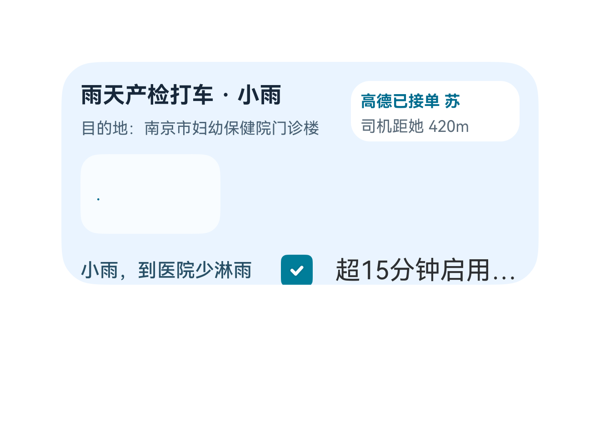 雨天产检打车 · 小雨
目的地：南京市妇幼保健院门诊楼
高德已接单 苏
司机距她 420m
.
小雨，到医院少淋雨
超15分钟启用...